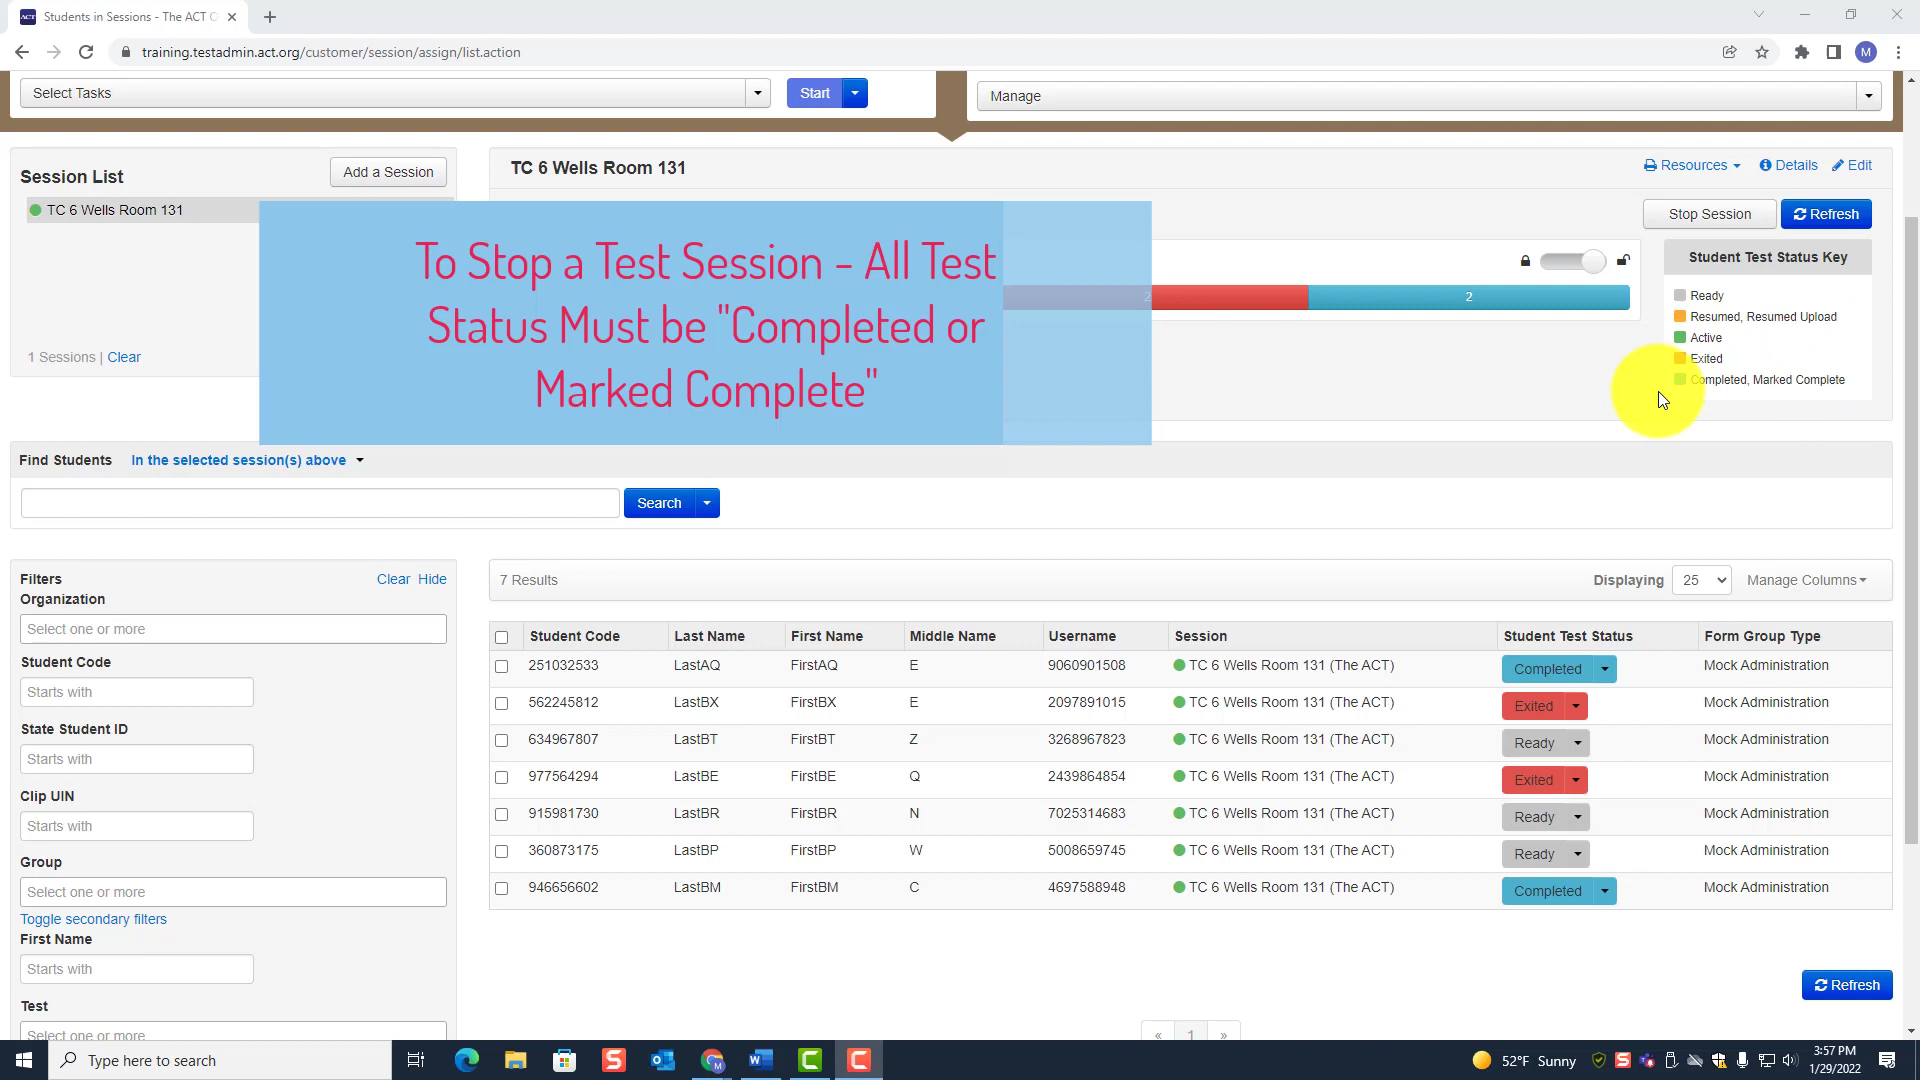 Students in Sessions - The ACT O
training.testadmin.act.org/customer/session/assign/list.action
M
Select Tasks
Start
Manage
Session List
Add a Session
TC 6 Wells Room 131
1 Sessions | Clear
TC 6 Wells Room 131
Resources
Details
Edit
Stop Session
Refresh
To Stop a Test Session - All Test
Status Must be "Completed or
Marked Complete"
2
2
Student Test Status Key
Ready
Resumed, Resumed Upload
Active
Exited
Completed, Marked Complete
Find Students In the selected session(s) above
Search
Filters Clear Hide
Organization
Select one or more
Student Code
Starts with
State Student ID
Starts with
Clip UIN
Starts with
Group
Select one or more
Toggle secondary filters
First Name
Starts with
Test
Select one or more
7 Results Displaying 25 Manage Columns
Student Code Last Name First Name Middle Name Username Session Student Test Status Form Group Type
251032533 LastAQ FirstAQ E 9060901508 TC 6 Wells Room 131 (The ACT) Completed Mock Administration
562245812 LastBX FirstBX E 2097891015 TC 6 Wells Room 131 (The ACT) Exited Mock Administration
634967807 LastBT FirstBT Z 3268967823 TC 6 Wells Room 131 (The ACT) Ready Mock Administration
977564294 LastBE FirstBE Q 2439864854 TC 6 Wells Room 131 (The ACT) Exited Mock Administration
915981730 LastBR FirstBR N 7025314683 TC 6 Wells Room 131 (The ACT) Ready Mock Administration
360873175 LastBP FirstBP W 5008659745 TC 6 Wells Room 131 (The ACT) Ready Mock Administration
946656602 LastBM FirstBM C 4697588948 TC 6 Wells Room 131 (The ACT) Completed Mock Administration
Refresh
« 1 »
Type here to search
52°F Sunny
3:57 PM
1/29/2022